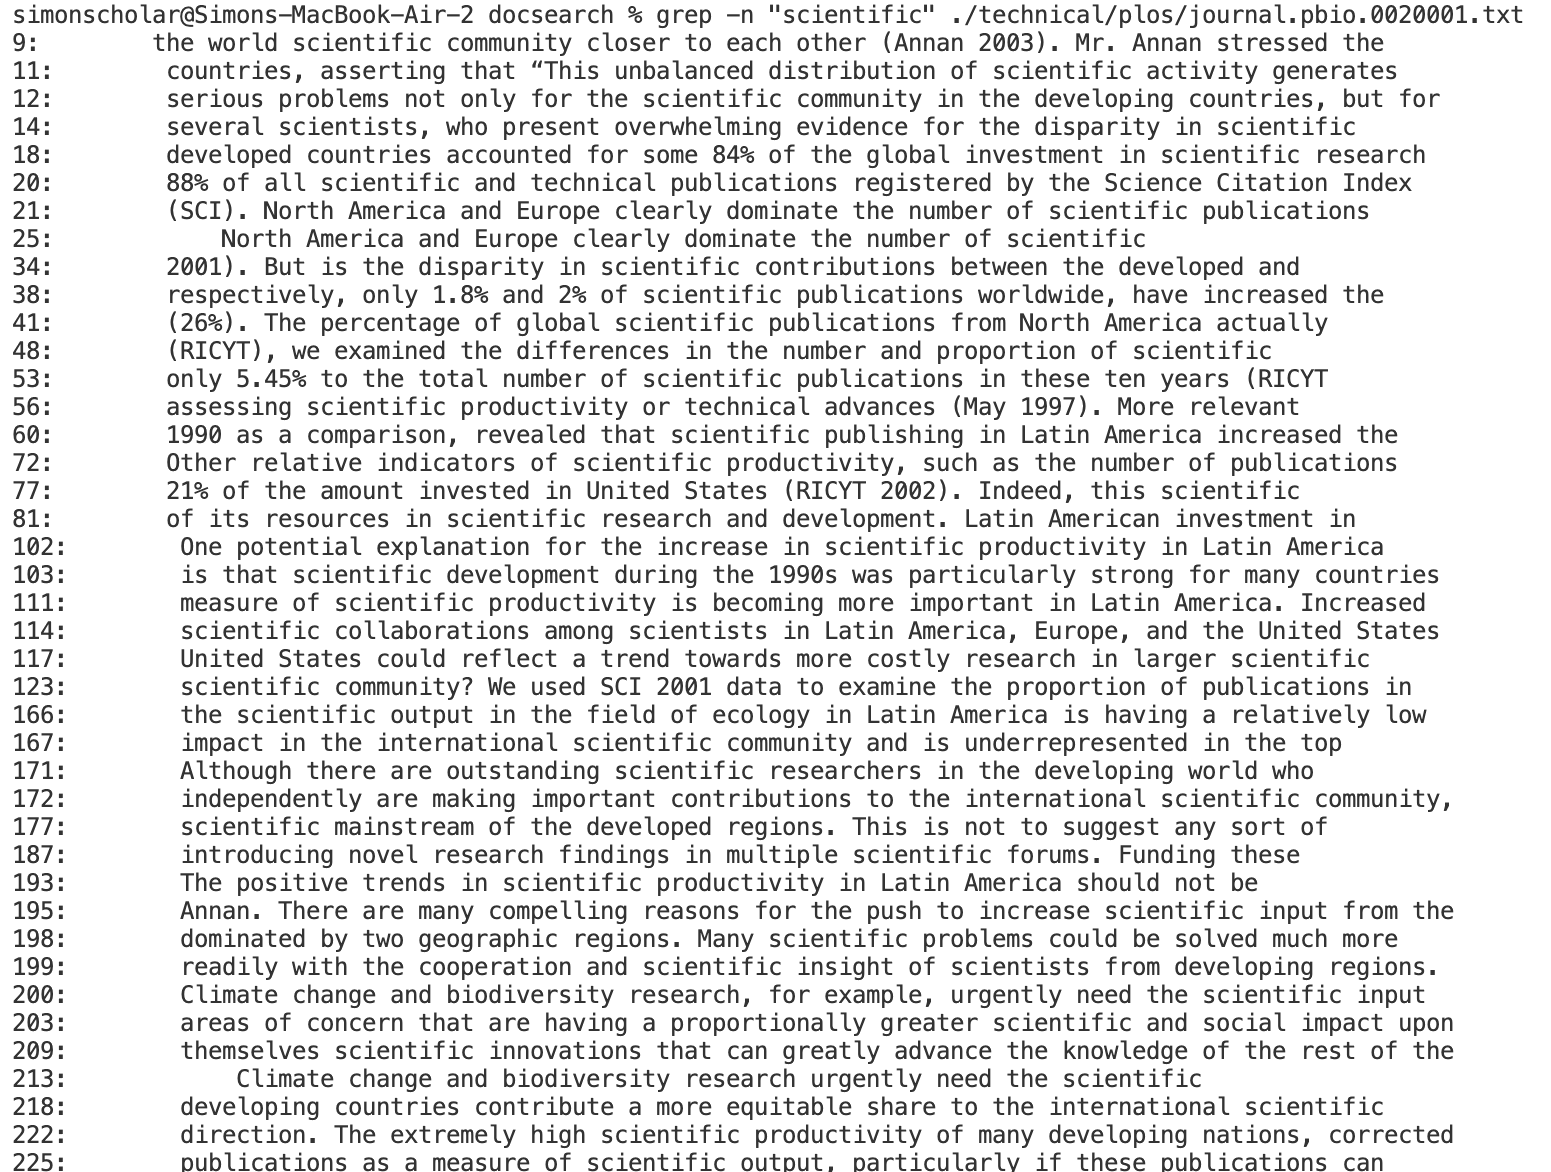 simonscholar@Simons-MacBook-Air-2 docsearch % grep -n "scientific" ./technical/plos/journal.pbio.0020001.txt
9:        the world scientific community closer to each other (Annan 2003). Mr. Annan stressed the
11:        countries, asserting that “This unbalanced distribution of scientific activity generates
12:        serious problems not only for the scientific community in the developing countries, but for
14:        several scientists, who present overwhelming evidence for the disparity in scientific
18:        developed countries accounted for some 84% of the global investment in scientific research
20:        88% of all scientific and technical publications registered by the Science Citation Index
21:        (SCI). North America and Europe clearly dominate the number of scientific publications
25:            North America and Europe clearly dominate the number of scientific
34:        2001). But is the disparity in scientific contributions between the developed and
38:        respectively, only 1.8% and 2% of scientific publications worldwide, have increased the
41:        (26%). The percentage of global scientific publications from North America actually
48:        (RICYT), we examined the differences in the number and proportion of scientific
53:        only 5.45% to the total number of scientific publications in these ten years (RICYT
56:        assessing scientific productivity or technical advances (May 1997). More relevant
60:        1990 as a comparison, revealed that scientific publishing in Latin America increased the
72:        Other relative indicators of scientific productivity, such as the number of publications
77:        21% of the amount invested in United States (RICYT 2002). Indeed, this scientific
81:        of its resources in scientific research and development. Latin American investment in
102:        One potential explanation for the increase in scientific productivity in Latin America
103:        is that scientific development during the 1990s was particularly strong for many countries
111:        measure of scientific productivity is becoming more important in Latin America. Increased
114:        scientific collaborations among scientists in Latin America, Europe, and the United States
117:        United States could reflect a trend towards more costly research in larger scientific
123:        scientific community? We used SCI 2001 data to examine the proportion of publications in
166:        the scientific output in the field of ecology in Latin America is having a relatively low
167:        impact in the international scientific community and is underrepresented in the top
171:        Although there are outstanding scientific researchers in the developing world who
172:        independently are making important contributions to the international scientific community,
177:        scientific mainstream of the developed regions. This is not to suggest any sort of
187:        introducing novel research findings in multiple scientific forums. Funding these
193:        The positive trends in scientific productivity in Latin America should not be
195:        Annan. There are many compelling reasons for the push to increase scientific input from the
198:        dominated by two geographic regions. Many scientific problems could be solved much more
199:        readily with the cooperation and scientific insight of scientists from developing regions.
200:        Climate change and biodiversity research, for example, urgently need the scientific input
203:        areas of concern that are having a proportionally greater scientific and social impact upon
209:        themselves scientific innovations that can greatly advance the knowledge of the rest of the
213:            Climate change and biodiversity research urgently need the scientific
218:        developing countries contribute a more equitable share to the international scientific
222:        direction. The extremely high scientific productivity of many developing nations, corrected
225:        publications as a measure of scientific output, particularly if these publications can